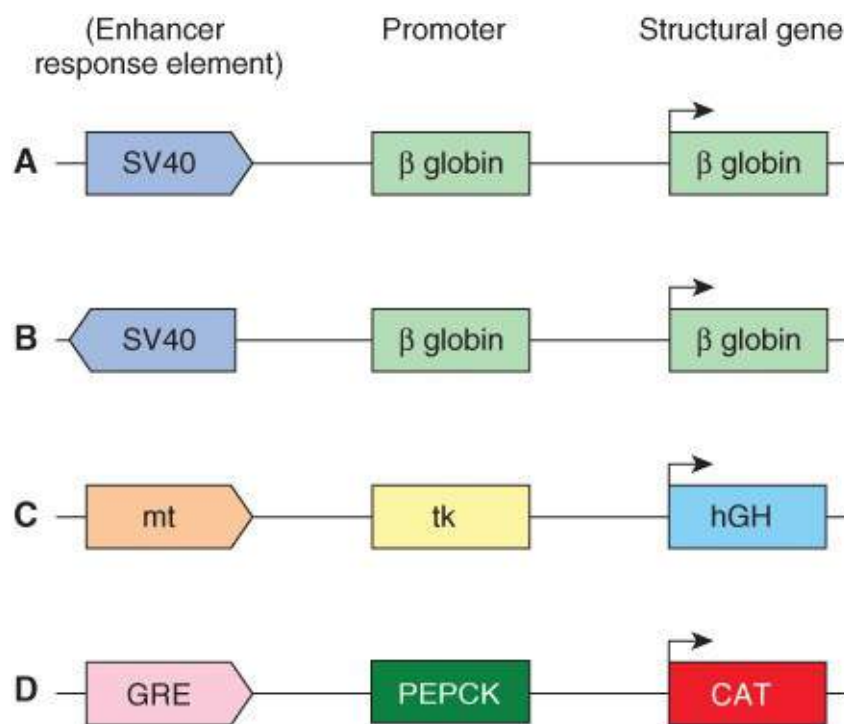 (Enhancer
response element)
Promoter
Structural gene
A
SV40
β globin
β globin
B
SV40
β globin
β globin
C
mt
tk
hGH
D
GRE
PEPCK
CAT